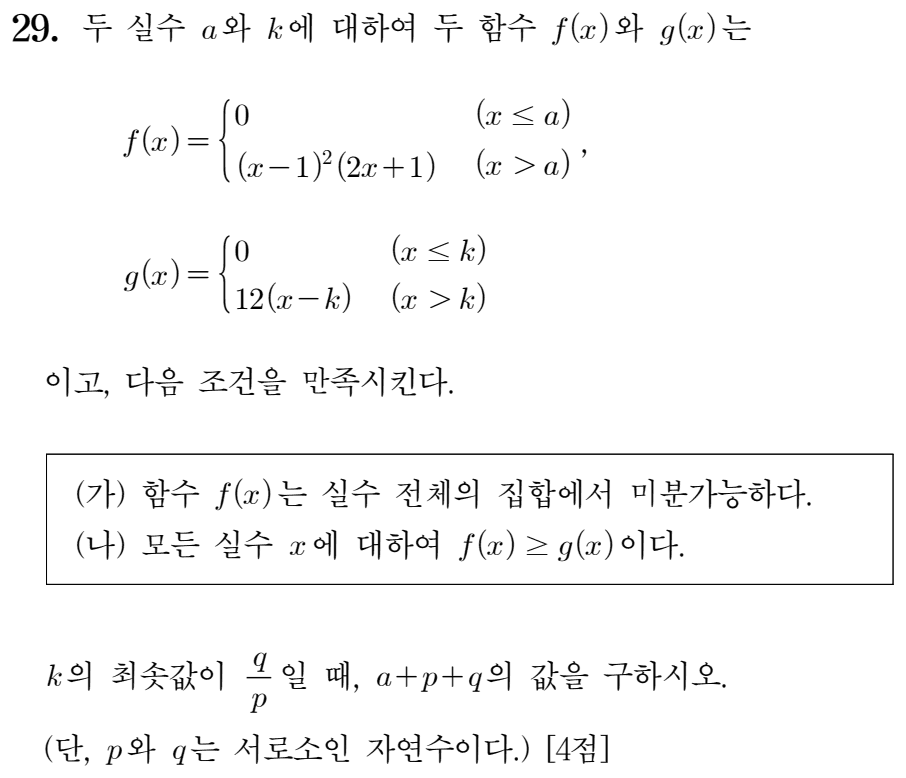 29. 두 실수 a와 k에 대하여 두 함수 f(x)와 g(x)는
f(x)={0 (x≤a)
(x-1)²(2x+1) (x>a) ,
g(x)={0 (x≤k)
12(x-k) (x>k)
이고, 다음 조건을 만족시킨다.
(가) 함수 f(x)는 실수 전체의 집합에서 미분가능하다.
(나) 모든 실수 x에 대하여 f(x)≥g(x)이다.
k의 최솟값이 q/p일 때, a+p+q의 값을 구하시오.
(단, p와 q는 서로소인 자연수이다.) [4점]